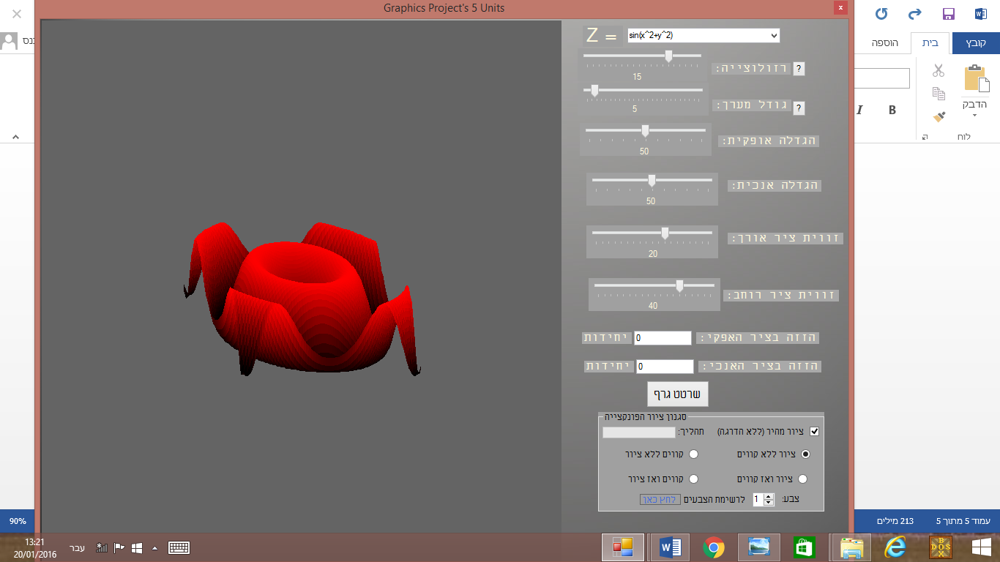 Graphics Project's 5 Units
x
קובץ
בית
הוספה
נס
I
B
הדבק
לוח
Z =
sin(x^2+y^2)
רזולוצייה:
?
15
גודל מערך:
?
5
הגדלה אופקית:
50
הגדלה אנכית:
50
זווית ציר אורך:
20
זווית ציר רוחב:
40
הזזה בציר האפקי:
0
יחידות
הזזה בציר האנכי:
0
יחידות
שרטט גרף
סגנון ציור הפונקצייה
ציור מהיר (ללא הדרגה)
תהליך:
ציור ללא קווים
קווים ללא ציור
ציור ואז קווים
קווים ואז ציור
צבע:
1
לרשימת הצבעים
לחץ כאן
עמוד 5 מתוך 5
213 מילים
90%
B
DOS
X
עבר
13:21
20/01/2016